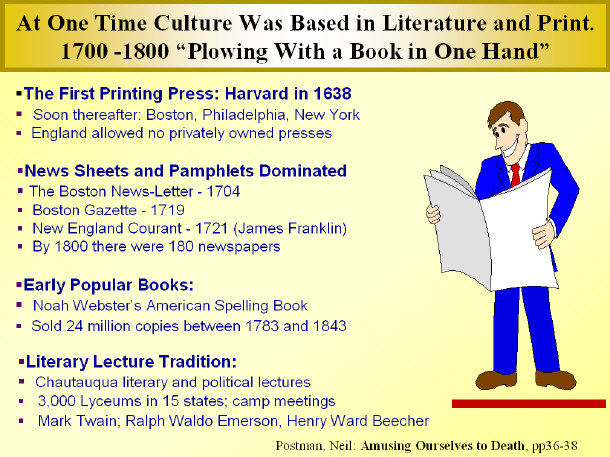 At One Time Culture Was Based in Literature and Print.
1700 -1800 “Plowing With a Book in One Hand”
▪The First Printing Press: Harvard in 1638
▪ Soon thereafter: Boston, Philadelphia, New York
▪ England allowed no privately owned presses
▪News Sheets and Pamphlets Dominated
▪ The Boston News-Letter - 1704
▪ Boston Gazette - 1719
▪ New England Courant - 1721 (James Franklin)
▪ By 1800 there were 180 newspapers
▪Early Popular Books:
▪ Noah Webster’s American Spelling Book
▪ Sold 24 million copies between 1783 and 1843
▪Literary Lecture Tradition:
▪ Chautauqua literary and political lectures
▪ 3,000 Lyceums in 15 states; camp meetings
▪ Mark Twain; Ralph Waldo Emerson, Henry Ward Beecher
Postman, Neil: Amusing Ourselves to Death, pp36-38